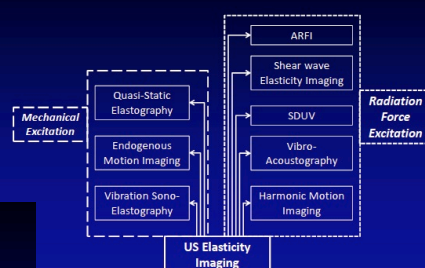 ARFI
Shear wave
Elasticity Imaging
Quasi-Static
Elastography
Mechanical
Excitation
SDUV
Radiation
Force
Excitation
Endogenous
Motion Imaging
Vibro-
Acoustography
Vibration Sono-
Elastography
Harmonic Motion
Imaging
US Elasticity
Imaging